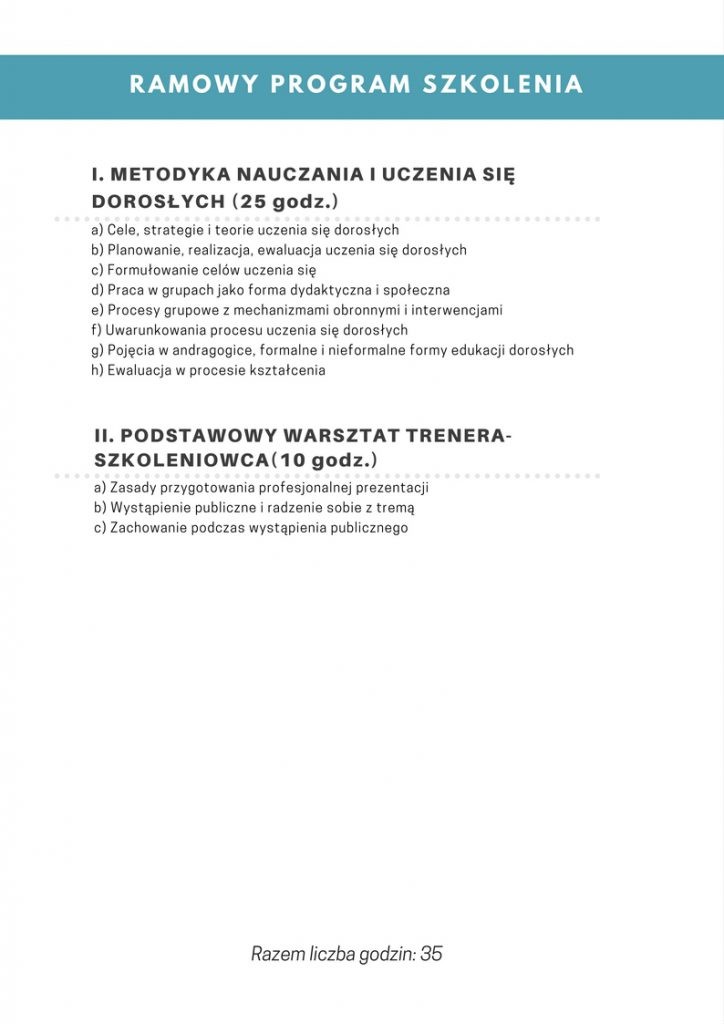 RAMOWY PROGRAM SZKOLENIA
I. METODYKA NAUCZANIA I UCZENIA SIĘ
DOROSŁYCH (25 godz.)
a) Cele, strategie i teorie uczenia się dorosłych
b) Planowanie, realizacja, ewaluacja uczenia się dorosłych
c) Formułowanie celów uczenia się
d) Praca w grupach jako forma dydaktyczna i społeczna
e) Procesy grupowe z mechanizmami obronnymi i interwencjami
f) Uwarunkowania procesu uczenia się dorosłych
g) Pojęcia w andragogice, formalne i nieformalne formy edukacji dorosłych
h) Ewaluacja w procesie kształcenia
II. PODSTAWOWY WARSZTAT TRENERA-
SZKOLENIOWCA(10 godz.)
a) Zasady przygotowania profesjonalnej prezentacji
b) Wystąpienie publiczne i radzenie sobie z tremą
c) Zachowanie podczas wystąpienia publicznego
Razem liczba godzin: 35